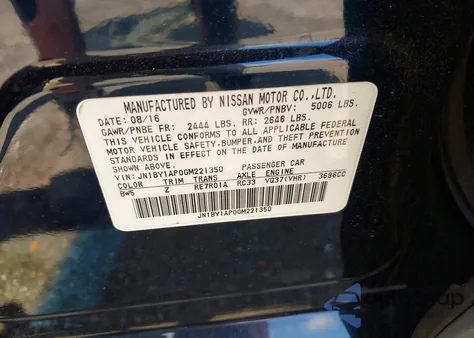 MANUFACTURED BY NISSAN MOTOR CO.,LTD.
DATE: 08/16 GVWR/PNBV: 5006 LBS.
GAWR/PNBE FR: 2444 LBS. RR: 2646 LBS.
THIS VEHICLE CONFORMS TO ALL APPLICABLE FEDERAL
MOTOR VEHICLE SAFETY, BUMPER, AND THEFT PREVENTION
STANDARDS IN EFFECT ON THE DATE OF MANUFACTURE
SHOWN ABOVE.
VIN: JN1BY1AP0GM221350 PASSENGER CAR
COLOR TRIM TRANS AXLE ENGINE
BW5 Z RE7R01A RC33 VQ37(VHR) 3696CC
JN1BY1AP0GM221350